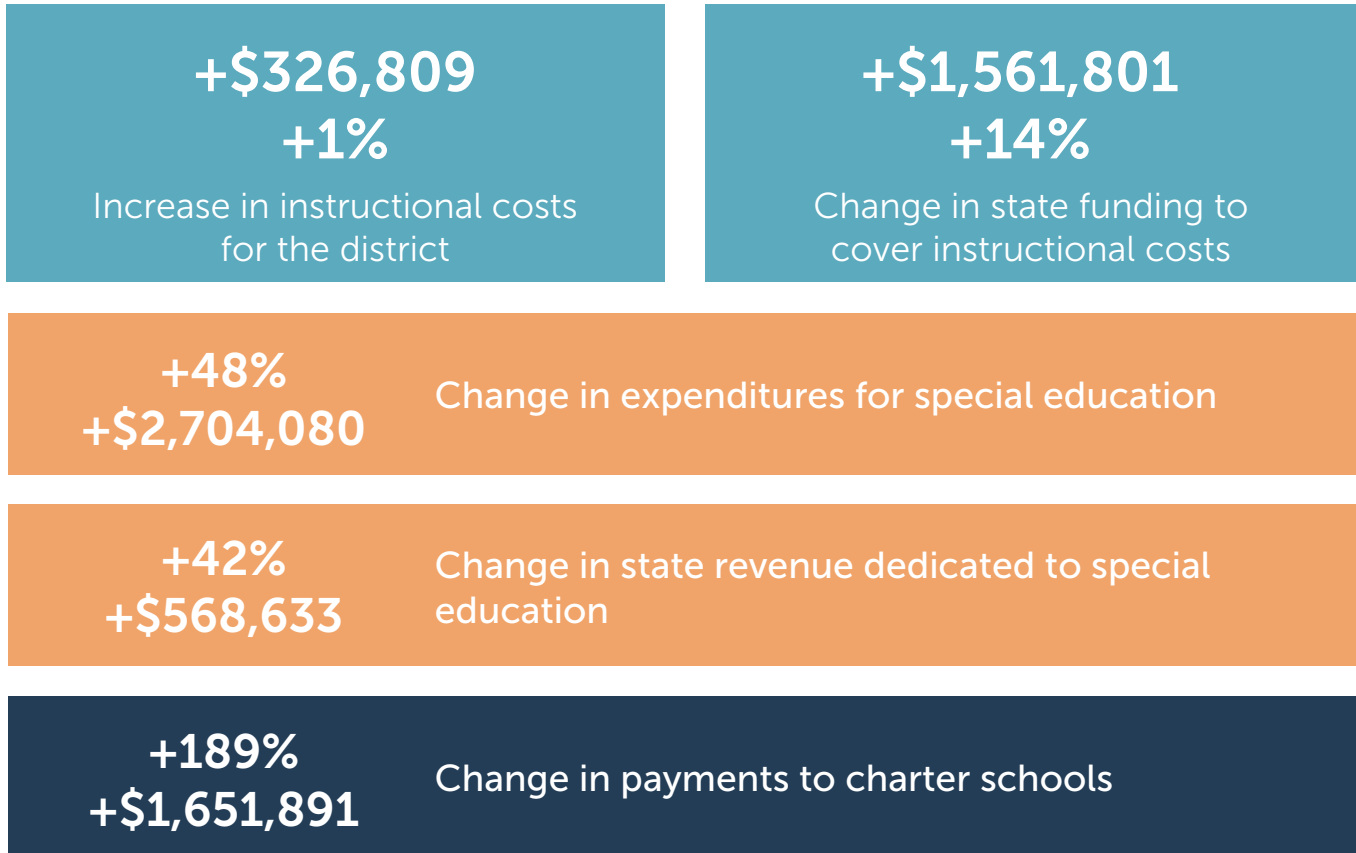 +$326,809
+1%
Increase in instructional costs
for the district
+$1,561,801
+14%
Change in state funding to
cover instructional costs
+48%
+$2,704,080
Change in expenditures for special education
+42%
+$568,633
Change in state revenue dedicated to special
education
+189%
+$1,651,891
Change in payments to charter schools